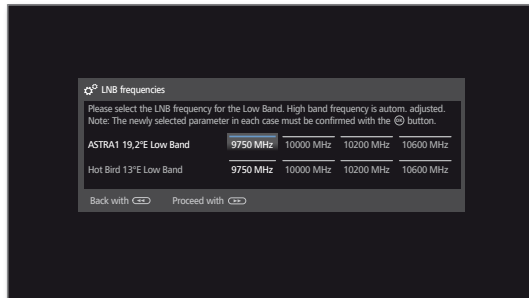 LNB frequencies
Please select the LNB frequency for the Low Band. High band frequency is autom. adjusted.
Note: The newly selected parameter in each case must be confirmed with the OK button.
ASTRA1 19,2°E Low Band 9750 MHz 10000 MHz 10200 MHz 10600 MHz
Hot Bird 13°E Low Band 9750 MHz 10000 MHz 10200 MHz 10600 MHz
Back with Proceed with